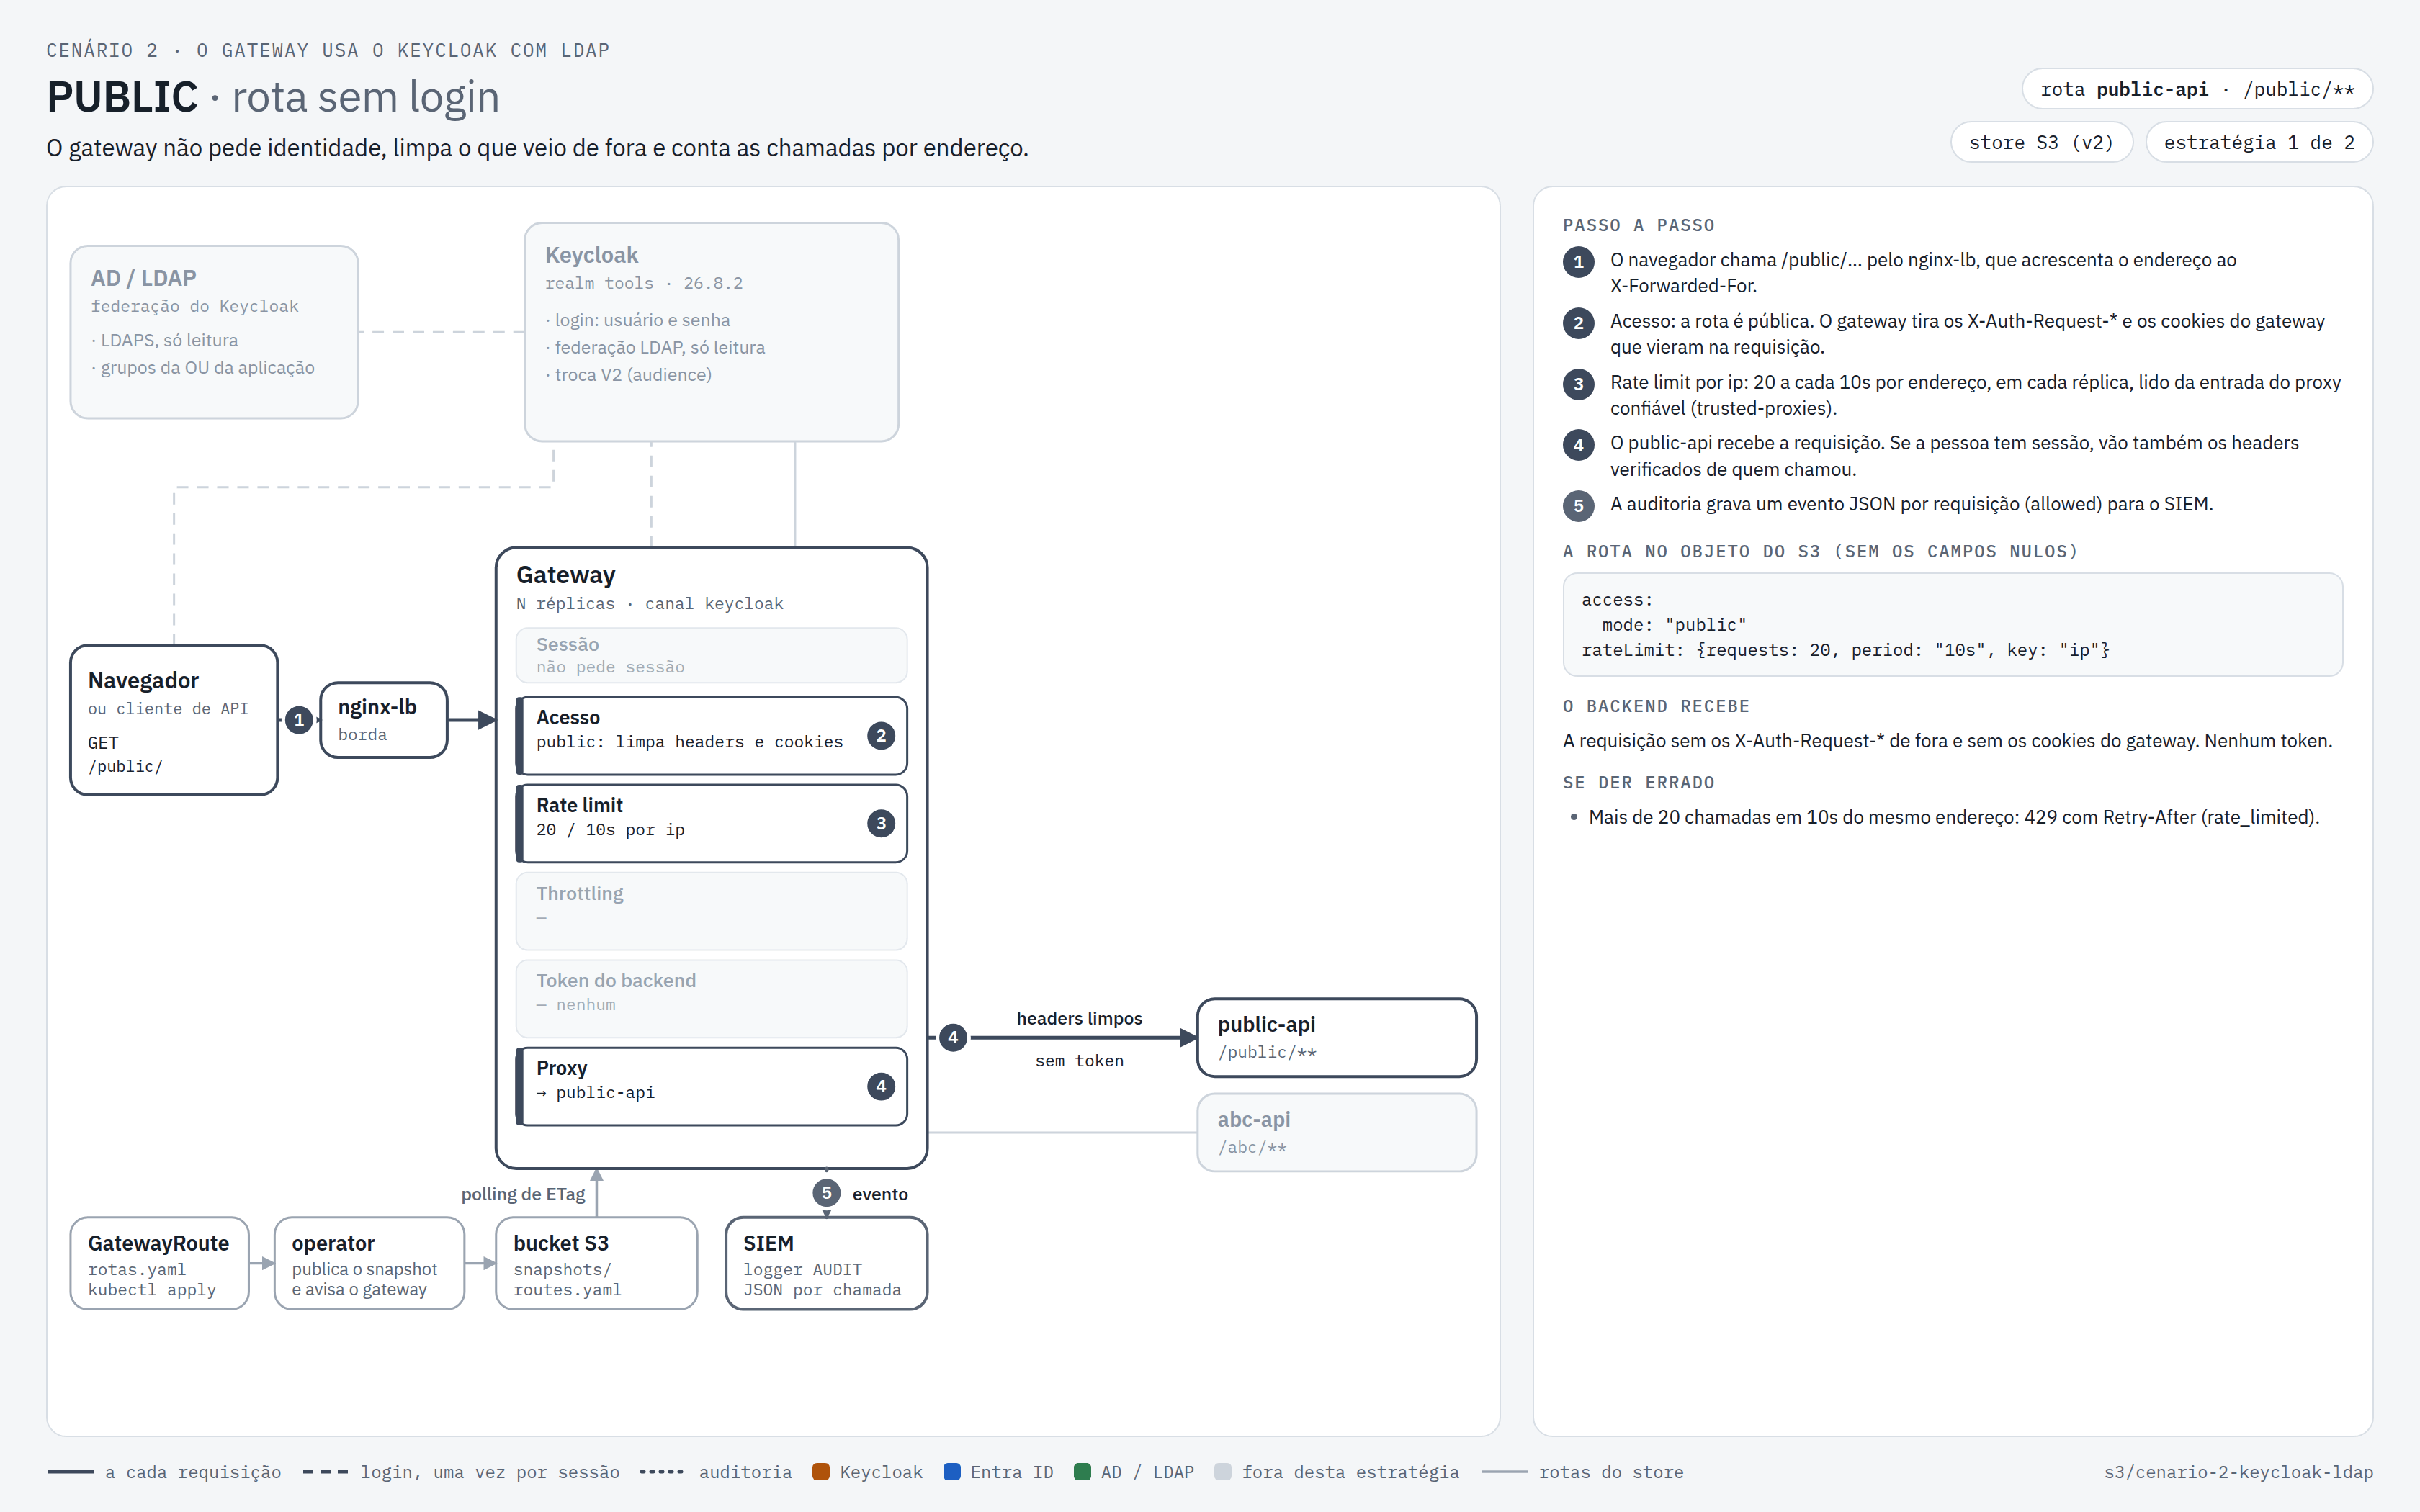 CENÁRIO 2 · O GATEWAY USA O KEYCLOAK COM LDAP
PUBLIC · rota sem login
O gateway não pede identidade, limpa o que veio de fora e conta as chamadas por endereço.
rota public-api · /public/**
store S3 (v2)
estratégia 1 de 2
AD / LDAP
federação do Keycloak
· LDAPS, só leitura
· grupos da OU da aplicação
Keycloak
realm tools · 26.8.2
· login: usuário e senha
· federação LDAP, só leitura
· troca V2 (audience)
Navegador
ou cliente de API
GET
/public/
1
nginx-lb
borda
Gateway
N réplicas · canal keycloak
Sessão
não pede sessão
Acesso
public: limpa headers e cookies
2
Rate limit
20 / 10s por ip
3
Throttling
—
Token do backend
— nenhum
Proxy
→ public-api
4
4
headers limpos
sem token
public-api
/public/**
abc-api
/abc/**
polling de ETag
5
evento
GatewayRoute
rotas.yaml
kubectl apply
operator
publica o snapshot
e avisa o gateway
bucket S3
snapshots/
routes.yaml
SIEM
logger AUDIT
JSON por chamada
PASSO A PASSO
1 O navegador chama /public/... pelo nginx-lb, que acrescenta o endereço ao
X-Forwarded-For.
2 Acesso: a rota é pública. O gateway tira os X-Auth-Request-* e os cookies do gateway
que vieram na requisição.
3 Rate limit por ip: 20 a cada 10s por endereço, em cada réplica, lido da entrada do proxy
confiável (trusted-proxies).
4 O public-api recebe a requisição. Se a pessoa tem sessão, vão também os headers
verificados de quem chamou.
5 A auditoria grava um evento JSON por requisição (allowed) para o SIEM.
A ROTA NO OBJETO DO S3 (SEM OS CAMPOS NULOS)
access:
mode: "public"
rateLimit: {requests: 20, period: "10s", key: "ip"}
O BACKEND RECEBE
A requisição sem os X-Auth-Request-* de fora e sem os cookies do gateway. Nenhum token.
SE DER ERRADO
• Mais de 20 chamadas em 10s do mesmo endereço: 429 com Retry-After (rate_limited).
a cada requisição
login, uma vez por sessão
auditoria
Keycloak
Entra ID
AD / LDAP
fora desta estratégia
rotas do store
s3/cenario-2-keycloak-ldap